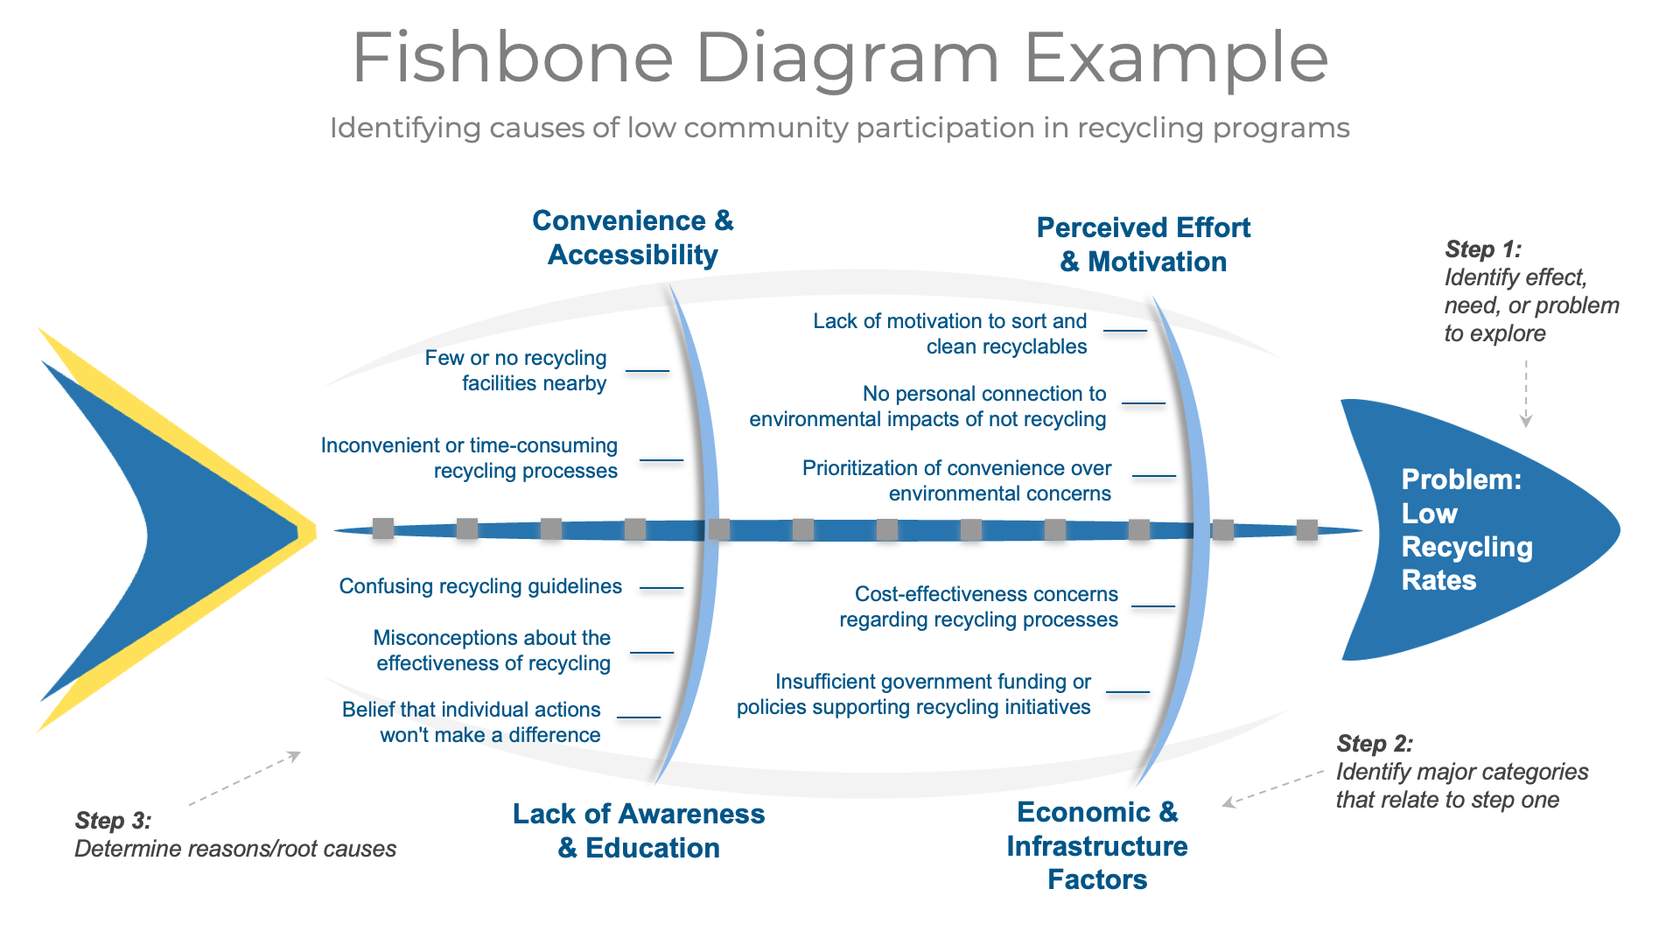 Fishbone Diagram Example
Identifying causes of low community participation in recycling programs
Convenience &
Accessibility
Few or no recycling
facilities nearby
Inconvenient or time-consuming
recycling processes
Perceived Effort
& Motivation
Lack of motivation to sort and
clean recyclables
No personal connection to
environmental impacts of not recycling
Prioritization of convenience over
environmental concerns
Step 1:
Identify effect,
need, or problem
to explore
Problem:
Low
Recycling
Rates
Confusing recycling guidelines
Misconceptions about the
effectiveness of recycling
Belief that individual actions
won't make a difference
Lack of Awareness
& Education
Cost-effectiveness concerns
regarding recycling processes
Insufficient government funding or
policies supporting recycling initiatives
Economic &
Infrastructure
Factors
Step 2:
Identify major categories
that relate to step one
Step 3:
Determine reasons/root causes